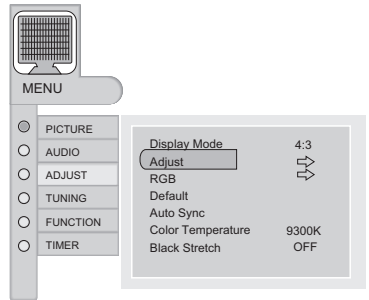 MENU
PICTURE
AUDIO
ADJUST
TUNING
FUNCTION
TIMER
Display Mode 4:3
Adjust
RGB
Default
Auto Sync
Color Temperature 9300K
Black Stretch OFF